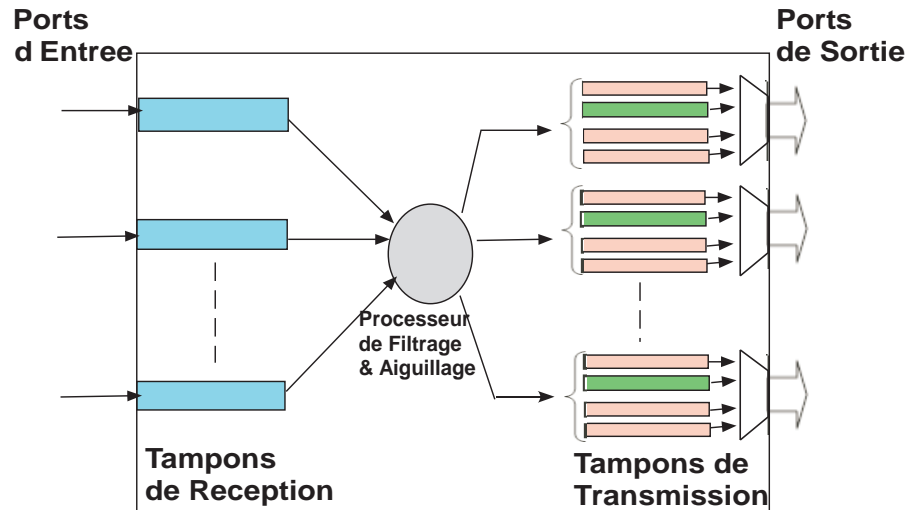 Ports
d Entree
Ports
de Sortie
Processeur
de Filtrage
& Aiguillage
Tampons
de Reception
Tampons de
Transmission